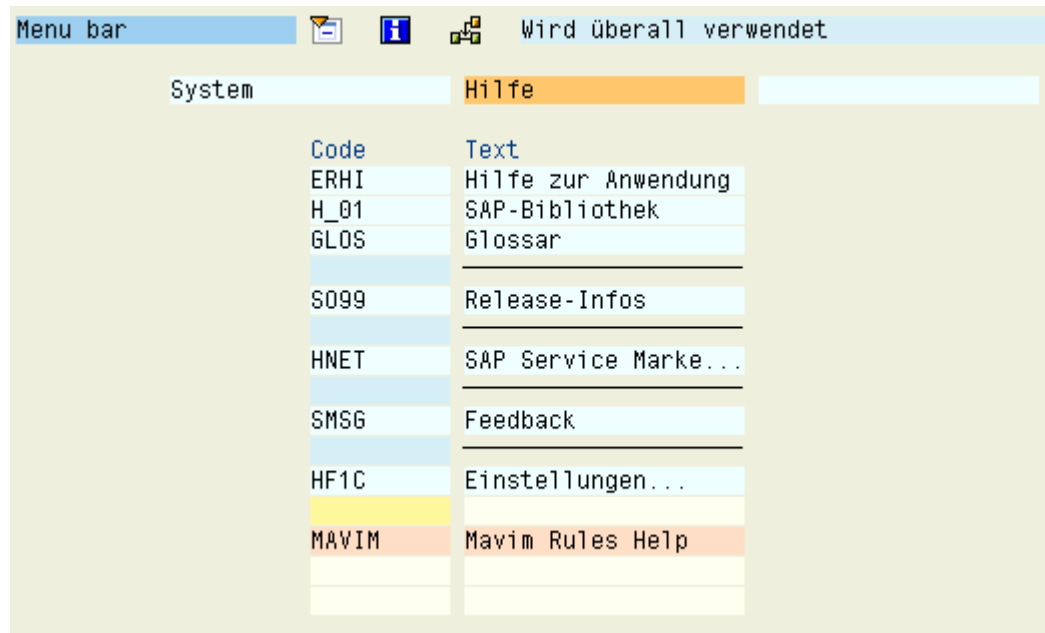 Menu bar Wird überall verwendet
System Hilfe
Code Text
ERHI Hilfe zur Anwendung
H_01 SAP-Bibliothek
GLOS Glossar
SO99 Release-Infos
HNET SAP Service Marke...
SMSG Feedback
HF1C Einstellungen...
MAVIM Mavim Rules Help